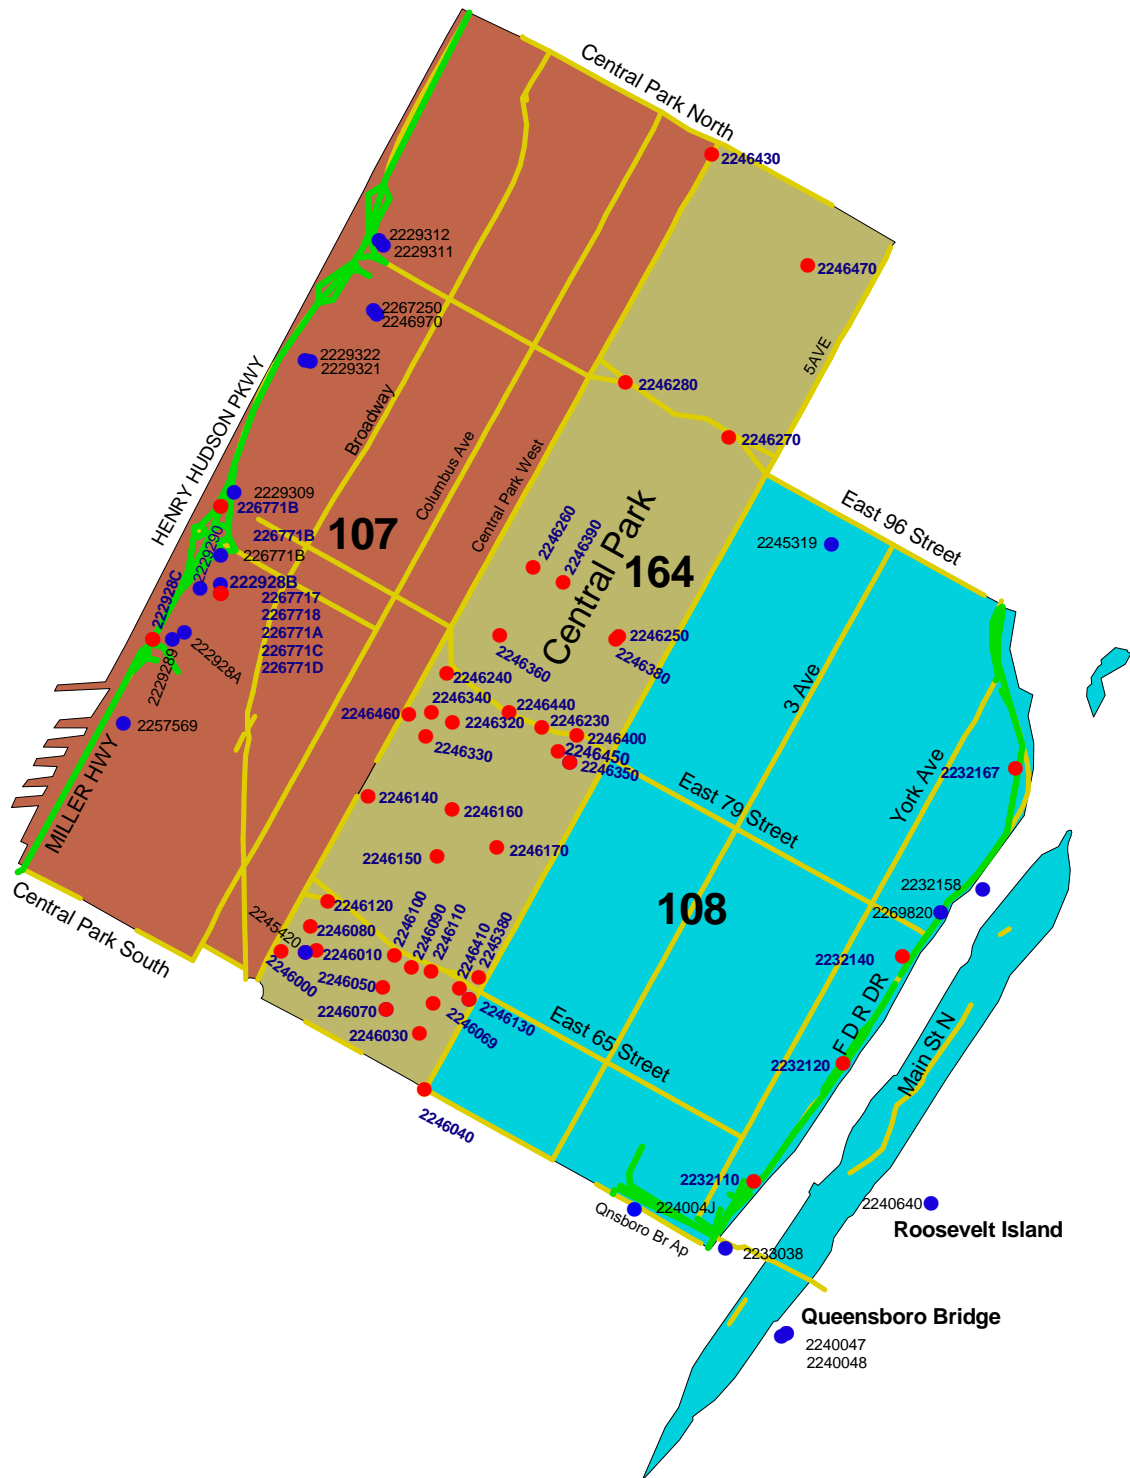 Central Park North
2246430
2229312
2229311
2246470
2267250
2246970
5AVE
2229322
2229321
2246280
HENRY HUDSON PKWY
Broadway
Columbus Ave
Central Park West
2246270
2229309
226771B
107
2246260
2246390
Central Park
164
East 96 Street
2245319
226771B
2229290
226771B
222928C
222928B
2267717
2267718
226771A
226771C
226771D
2229289
222928A
2246250
2246380
2246360
2246240
2246340
2246440
2246460
2246320
2246230
2246400
2246330
2246450
2246350
3 Ave
York Ave
2232167
2257569
MILLER HWY
East 79 Street
2246140
2246160
2246170
2246150
Central Park South
2232158
2269820
108
2246120
2246100
2246090
2246110
2246410
2245380
2245420
2246080
2246010
2246000
2246050
2246070
2246030
2246069
2246130
2232140
F D R DR
Main St N
East 65 Street
2232120
2246040
2232110
224004J
Qnsboro Br Ap
2233038
2240640
Roosevelt Island
Queensboro Bridge
2240047
2240048